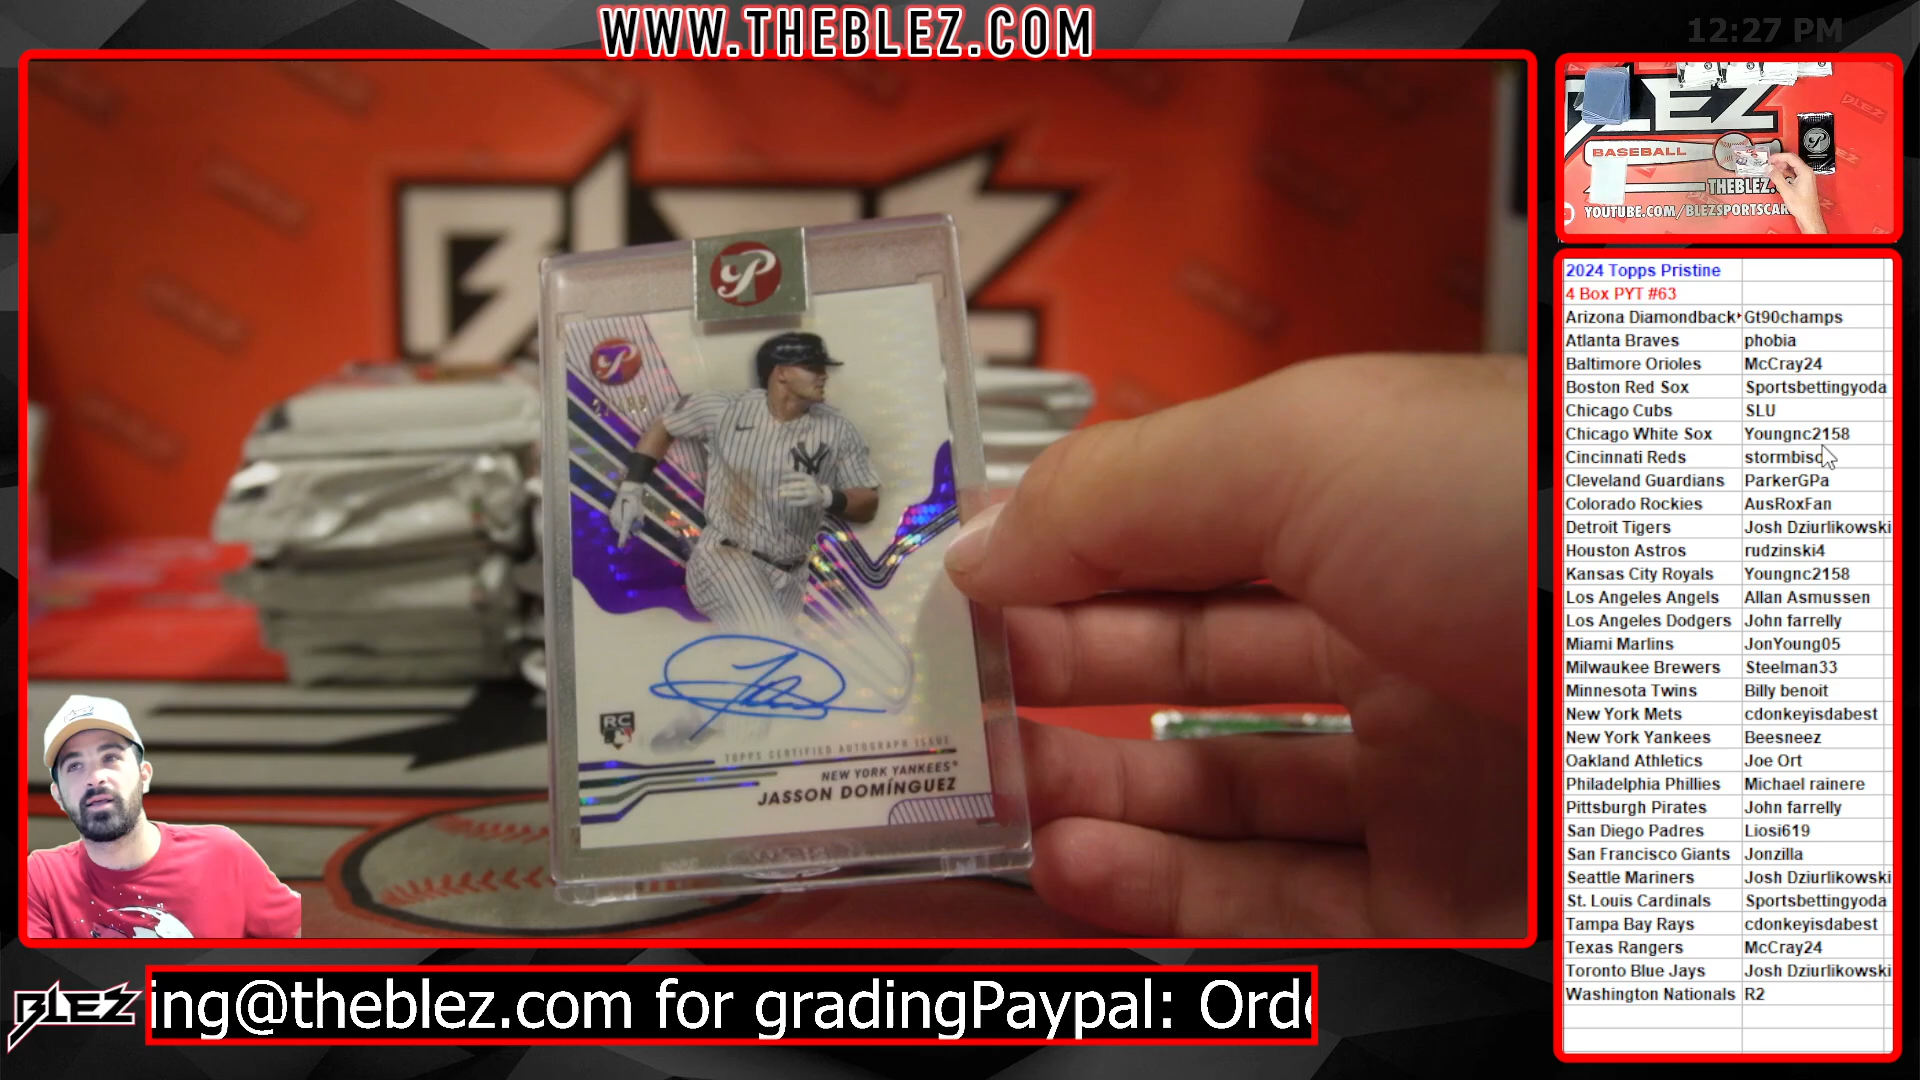 WWW.THEBLEZ.COM
12:27 PM
BLEZ
NY
RC
TOPPS CERTIFIED AUTOGRAPH ISSUE
NEW YORK YANKEES®
JASSON DOMÍNGUEZ
BLEZ
ing@theblez.com for gradingPaypal: Orde
EZ
BLEZ
BASEBALL
THEBLEZ.
YOUTUBE.COM/BLEZSPORTSCAR
2024 Topps Pristine
4 Box PYT #63
Arizona Diamondback Gt90champs
Atlanta Braves phobia
Baltimore Orioles McCray24
Boston Red Sox Sportsbettingyoda
Chicago Cubs SLU
Chicago White Sox Youngnc2158
Cincinnati Reds stormbisc
Cleveland Guardians ParkerGPa
Colorado Rockies AusRoxFan
Detroit Tigers Josh Dziurlikowski
Houston Astros rudzinski4
Kansas City Royals Youngnc2158
Los Angeles Angels Allan Asmussen
Los Angeles Dodgers John farrelly
Miami Marlins JonYoung05
Milwaukee Brewers Steelman33
Minnesota Twins Billy benoit
New York Mets cdonkeyisdabest
New York Yankees Beesneez
Oakland Athletics Joe Ort
Philadelphia Phillies Michael rainere
Pittsburgh Pirates John farrelly
San Diego Padres Liosi619
San Francisco Giants Jonzilla
Seattle Mariners Josh Dziurlikowski
St. Louis Cardinals Sportsbettingyoda
Tampa Bay Rays cdonkeyisdabest
Texas Rangers McCray24
Toronto Blue Jays Josh Dziurlikowski
Washington Nationals R2